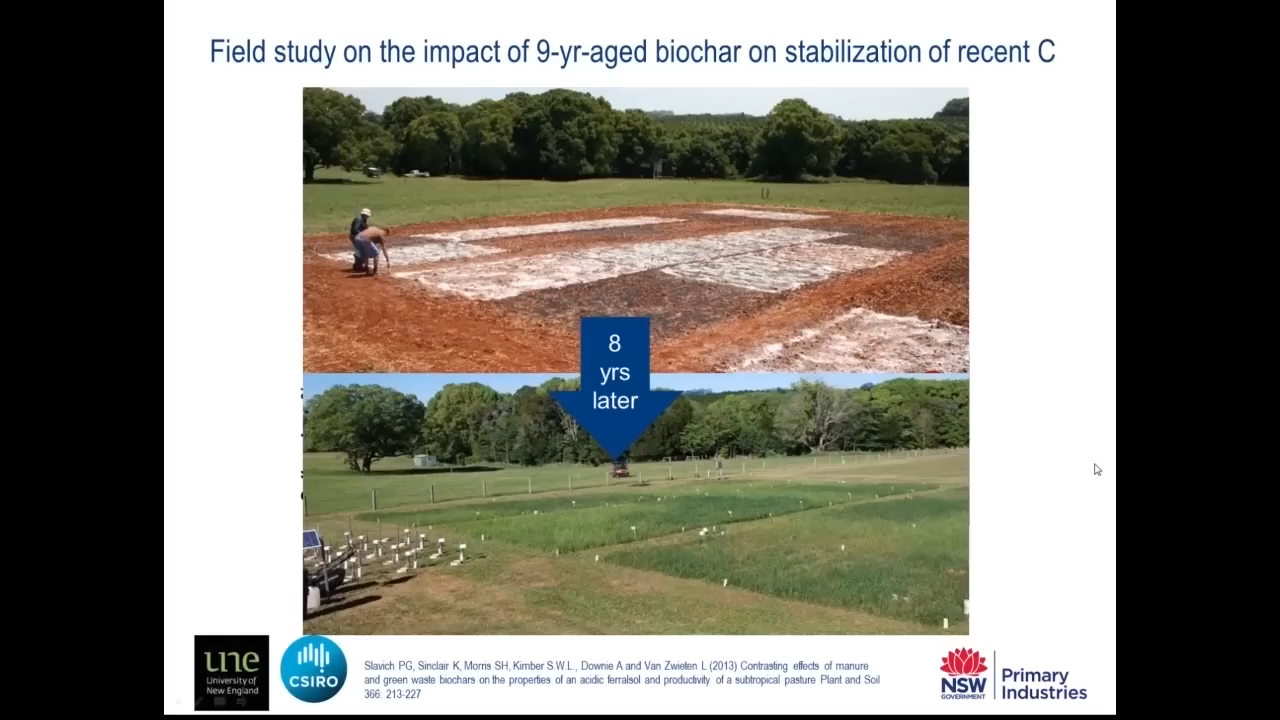 Field study on the impact of 9-yr-aged biochar on stabilization of recent C
8
yrs
later
une
University of
New England
CSIRO
Slavich PG, Sinclair K, Morris SH, Kimber S.W.L., Downie A and Van Zwieten L (2013) Contrasting effects of manure
and green waste biochars on the properties of an acidic ferralsol and productivity of a subtropical pasture Plant and Soil
366: 213-227
NSW
GOVERNMENT
Primary
Industries